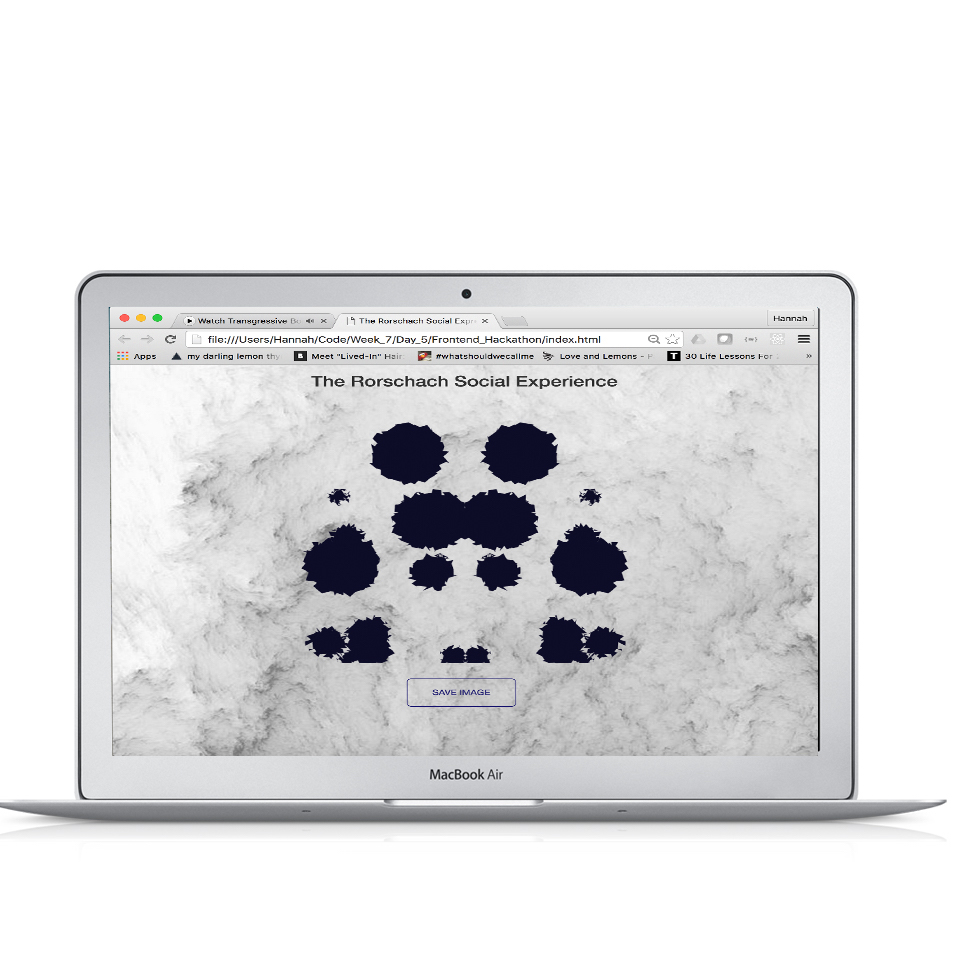 Watch Transgressive Bo
The Rorschach Social Expr
Hannah
file:///Users/Hannah/Code/Week_7/Day_5/Frontend_Hackathon/index.html
Apps
my darling lemon thy
B
Meet "Lived-In" Hair:
#whatshouldwecallme
Love and Lemons - F
T
30 Life Lessons For
The Rorschach Social Experience
SAVE IMAGE
MacBook Air